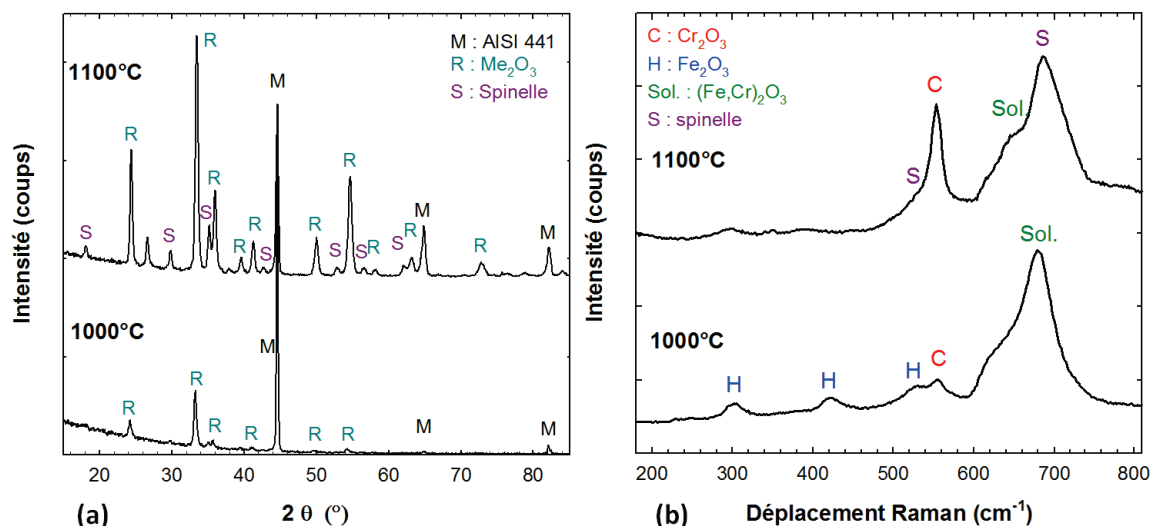 M : AISI 441
R : Me2O3
S : Spinelle
1100°C
R
M
R
R
R
S
S
S
R
R
S
R
S
S
R
S
R
M
R
M
1000°C
M
R
R
R
R
R
R
M
M
Intensité (coups)
20 30 40 50 60 70 80
(a)
2 θ (°)
C : Cr2O3
H : Fe2O3
Sol. : (Fe,Cr)2O3
S : spinelle
1100°C
S
C
Sol.
S
1000°C
Sol.
H
H
H
C
Intensité (coups)
200 300 400 500 600 700 800
(b)
Déplacement Raman (cm-1)